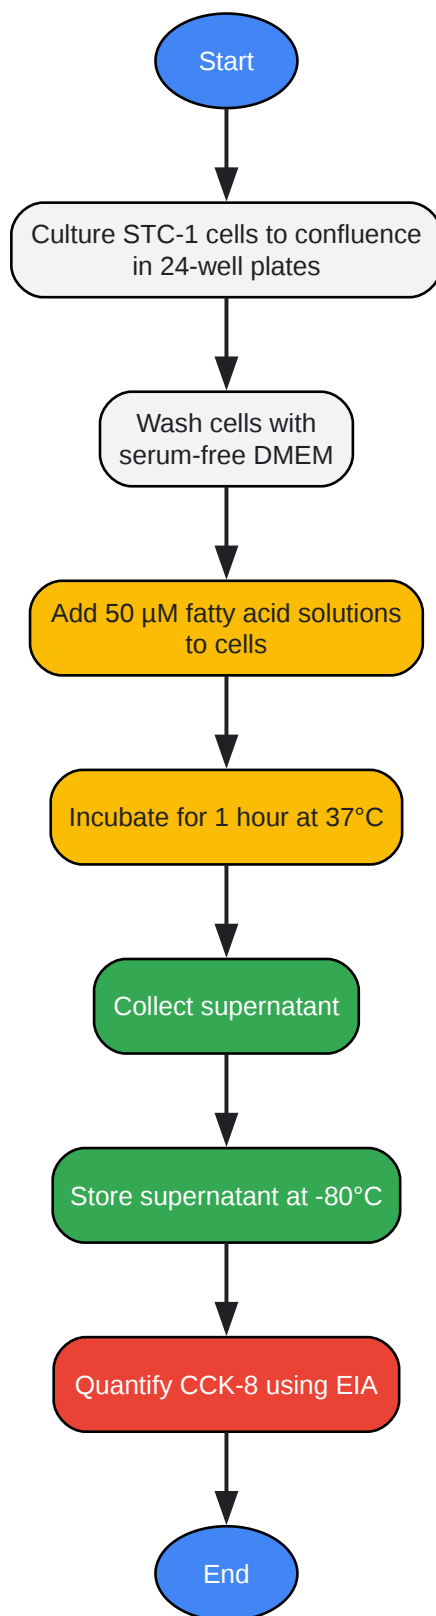 Start
Culture STC-1 cells to confluence
in 24-well plates
Wash cells with
serum-free DMEM
Add 50 µM fatty acid solutions
to cells
Incubate for 1 hour at 37°C
Collect supernatant
Store supernatant at -80°C
Quantify CCK-8 using EIA
End